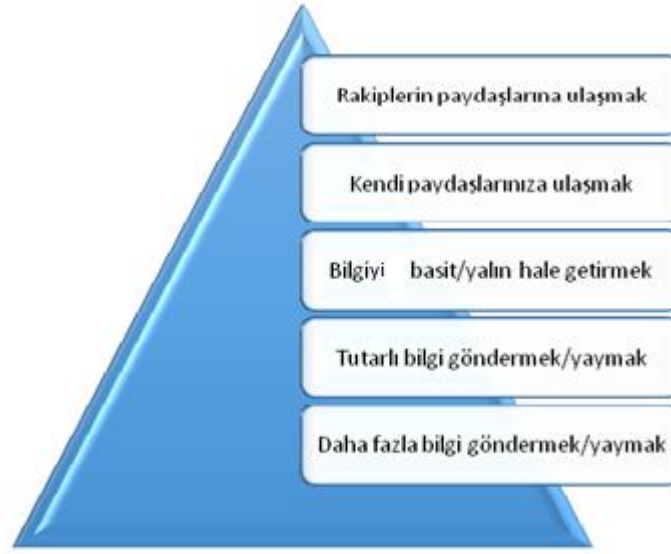 Rakiplerin paydaşlarına ulaşmak
Kendi paydaşlarınıza ulaşmak
Bilgiyi basit/yalın hale getirmek
Tutarlı bilgi göndermek/yaymak
Daha fazla bilgi göndermek/yaymak